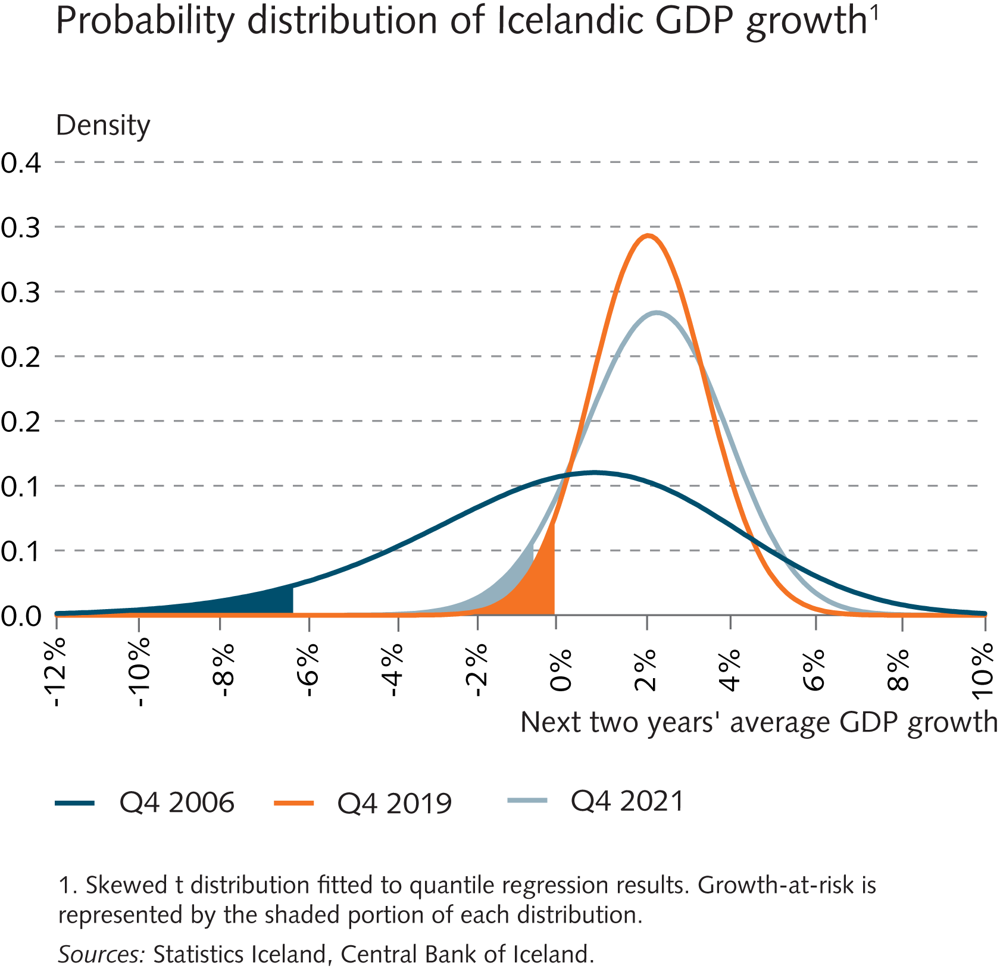 Probability distribution of Icelandic GDP growth¹
Density
0.4
0.3
0.3
0.2
0.2
0.1
0.1
0.0
-12%
-10%
-8%
-6%
-4%
-2%
0%
2%
4%
6%
8%
10%
Next two years' average GDP growth
Q4 2006
Q4 2019
Q4 2021
1. Skewed t distribution fitted to quantile regression results. Growth-at-risk is
represented by the shaded portion of each distribution.
Sources: Statistics Iceland, Central Bank of Iceland.